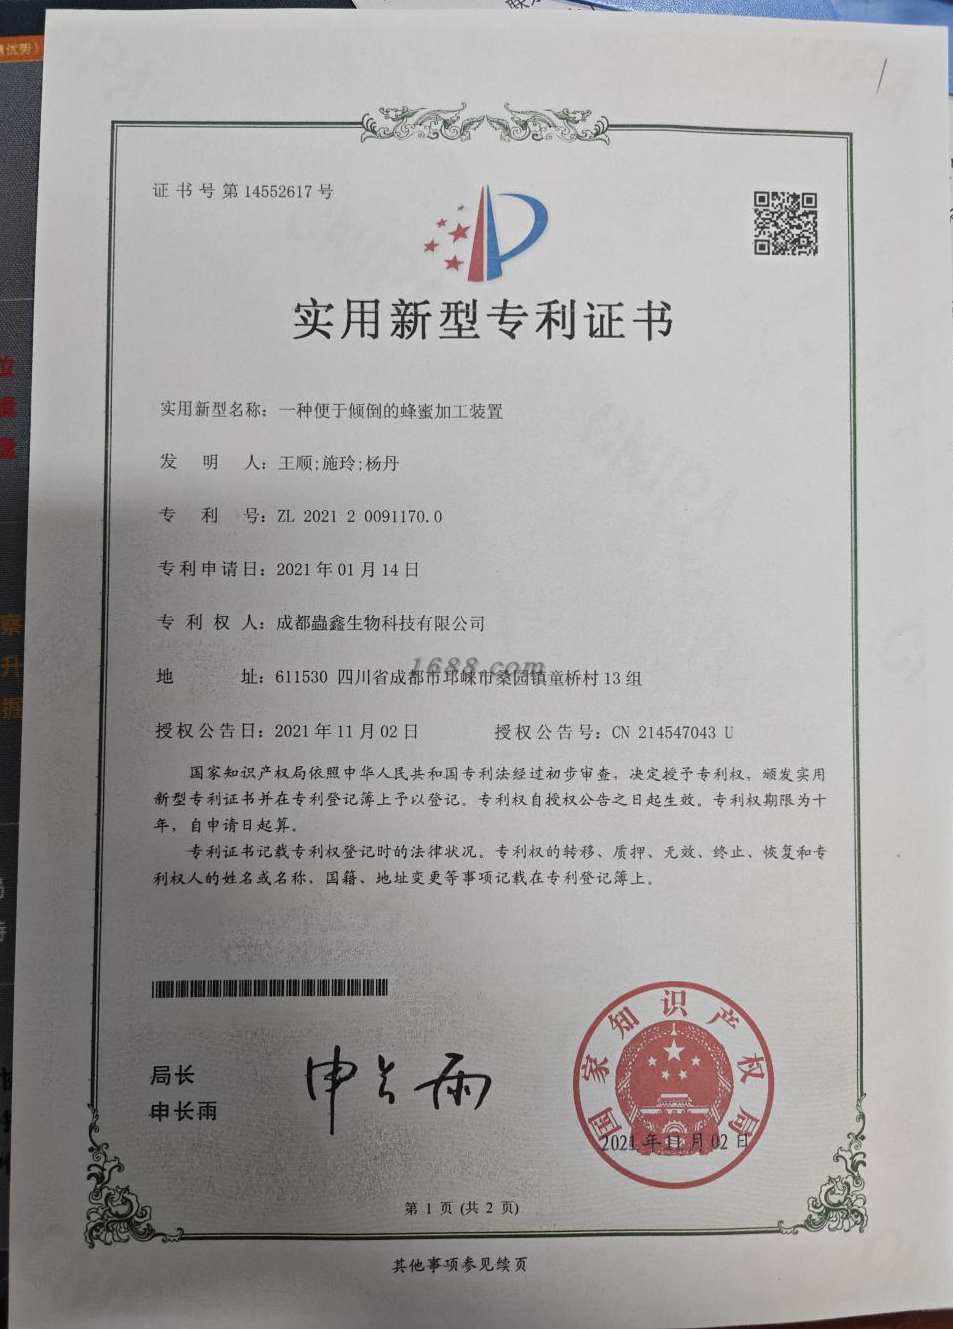 证书号第14552617号
实用新型专利证书
实用新型名称：一种便于倾倒的蜂蜜加工装置
发明人：王顺;施玲;杨丹
专利号：ZL 2021 2 0091170.0
专利申请日：2021年01月14日
专利权人：成都蟲鑫生物科技有限公司
1688.com
地址：611530 四川省成都市邛崃市桑园镇童桥村13组
授权公告日：2021年11月02日 授权公告号：CN 214547043 U
国家知识产权局依照中华人民共和国专利法经过初步审查，决定授予专利权，颁发实用
新型专利证书并在专利登记簿上予以登记。专利权自授权公告之日起生效。专利权期限为十
年，自申请日起算。
专利证书记载专利权登记时的法律状况。专利权的转移、质押、无效、终止、恢复和专
利权人的姓名或名称、国籍、地址变更等事项记载在专利登记簿上。
局长
申长雨
申长雨
国家知识产权局
2021年11月02日
第 1 页 (共 2 页)
其他事项参见续页